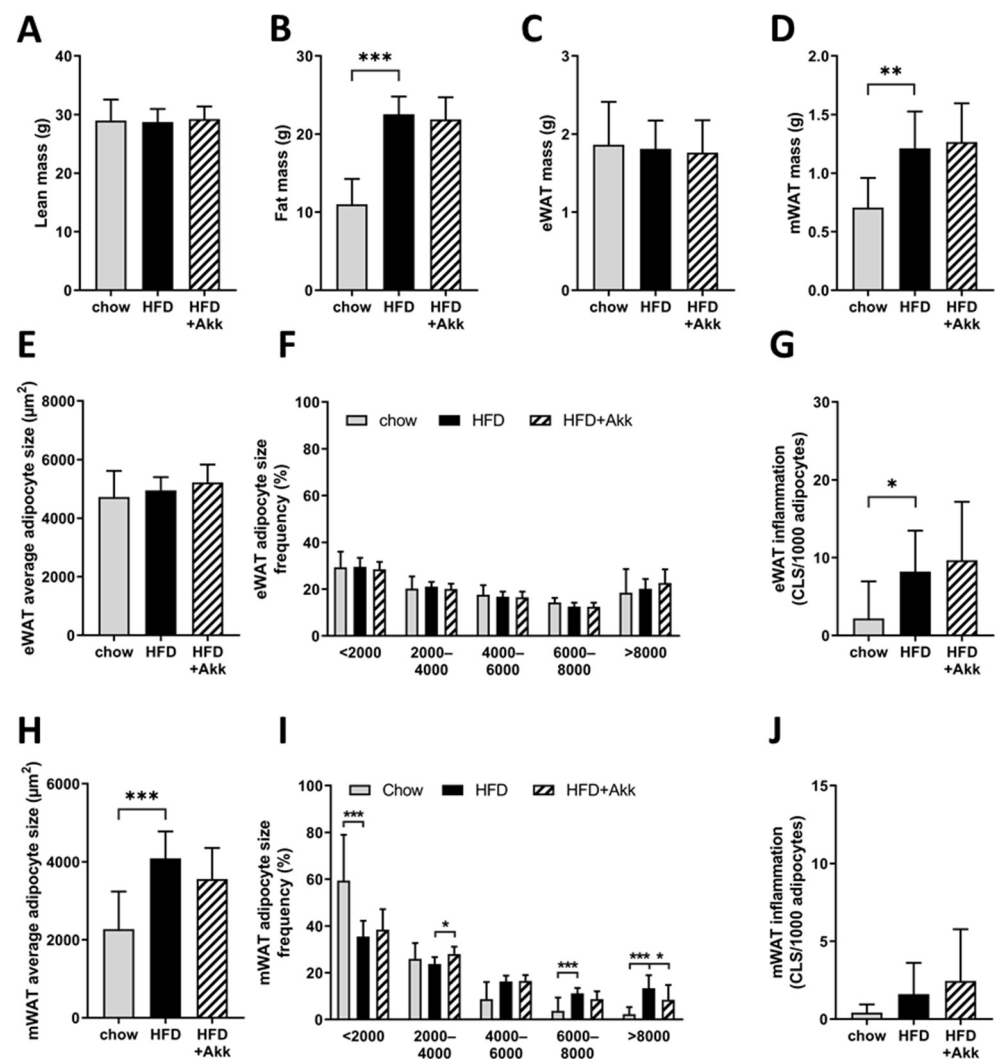 A
Lean mass (g)
40
30
20
10
0
chow HFD HFD
+Akk
B
Fat mass (g)
30
20
10
0
***
chow HFD HFD
+Akk
C
eWAT mass (g)
3
2
1
0
chow HFD HFD
+Akk
D
mWAT mass (g)
2.0
1.5
1.0
0.5
0.0
**
chow HFD HFD
+Akk
E
eWAT average adipocyte size (µm²)
8000
6000
4000
2000
0
chow HFD HFD
+Akk
F
eWAT adipocyte size
frequency (%)
100
80
60
40
20
0
chow HFD HFD+Akk
<2000 2000– 4000– 6000– >8000
4000 6000 8000
G
eWAT inflammation
(CLS/1000 adipocytes)
30
20
10
0
*
chow HFD HFD
+Akk
H
mWAT average adipocyte size (µm²)
6000
4000
2000
0
***
chow HFD HFD
+Akk
I
mWAT adipocyte size
frequency (%)
100
80
60
40
20
0
Chow HFD HFD+Akk
***
*
***
*** *
<2000 2000– 4000– 6000– >8000
4000 6000 8000
J
mWAT inflammation
(CLS/1000 adipocytes)
15
10
5
0
chow HFD HFD
+Akk